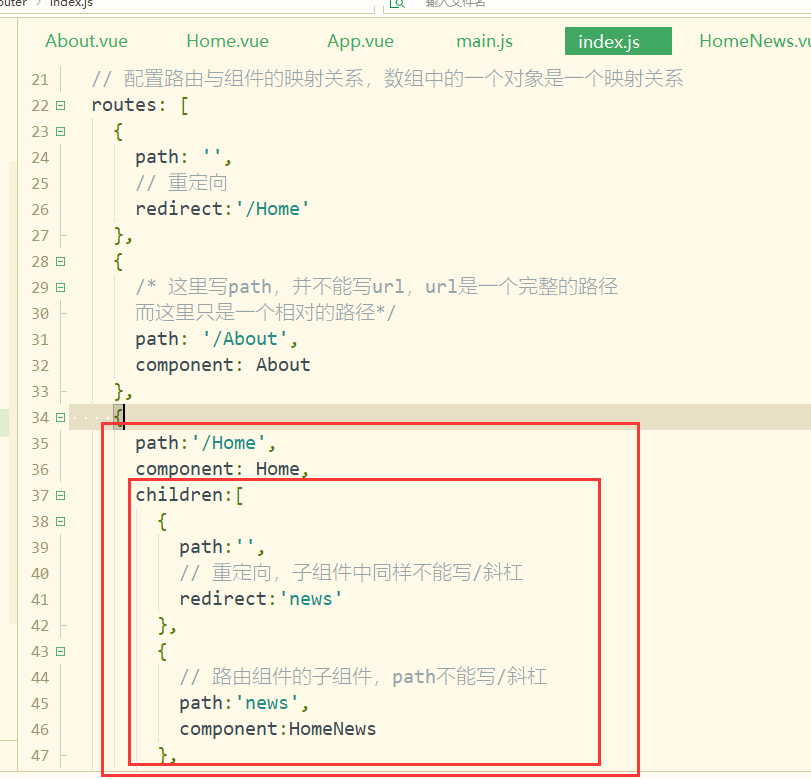 outer > index.js 输入文件名
About.vue Home.vue App.vue main.js index.js HomeNews.vu
21 // 配置路由与组件的映射关系，数组中的一个对象是一个映射关系
22 routes: [
23 {
24 path: '',
25 // 重定向
26 redirect:'/Home'
27 },
28 {
29 /* 这里写path，并不能写url，url是一个完整的路径
30 而这里只是一个相对的路径*/
31 path: '/About',
32 component: About
33 },
34 {
35 path:'/Home',
36 component: Home,
37 children:[
38 {
39 path:'',
40 // 重定向，子组件中同样不能写/斜杠
41 redirect:'news'
42 },
43 {
44 // 路由组件的子组件，path不能写/斜杠
45 path:'news',
46 component:HomeNews
47 },